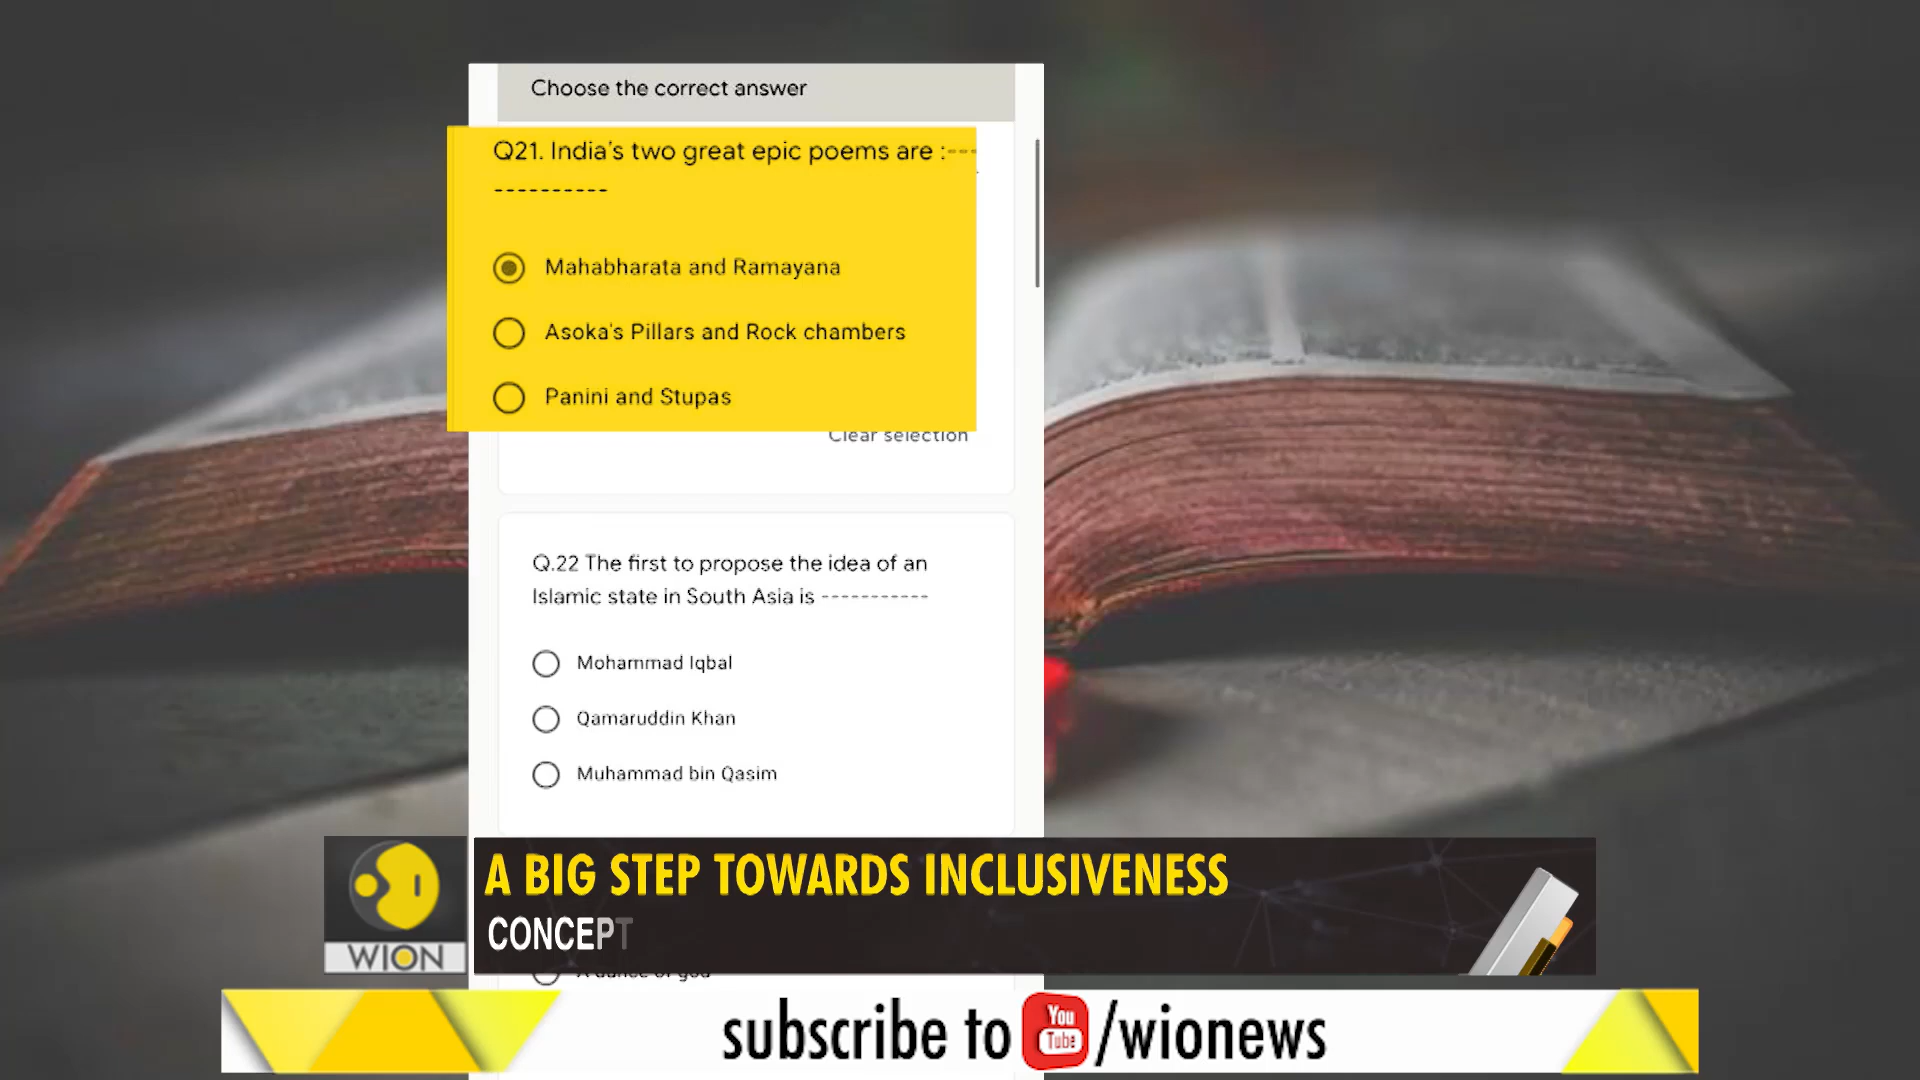 Choose the correct answer
Q21. India's two great epic poems are :---
----------
Mahabharata and Ramayana
Asoka's Pillars and Rock chambers
Panini and Stupas
Clear selection
Q.22 The first to propose the idea of an
Islamic state in South Asia is -----------
Mohammad Iqbal
Qamaruddin Khan
Muhammad bin Qasim
A BIG STEP TOWARDS INCLUSIVENESS
CONCEPT
WION
A dance of god
subscribe to You Tube /wionews